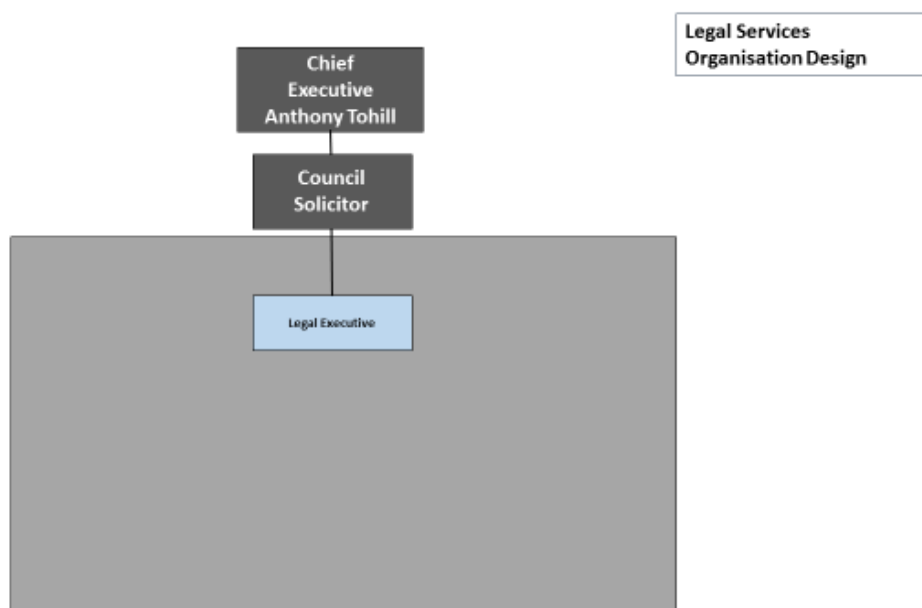 Legal Services
Organisation Design
Chief
Executive
Anthony Tohill
Council
Solicitor
Legal Executive